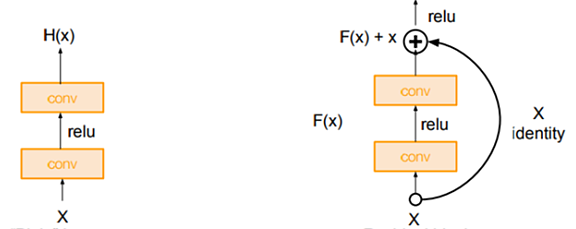 H(x)
conv
relu
conv
X
relu
F(x) + x
conv
F(x)
relu
conv
X
identity
X